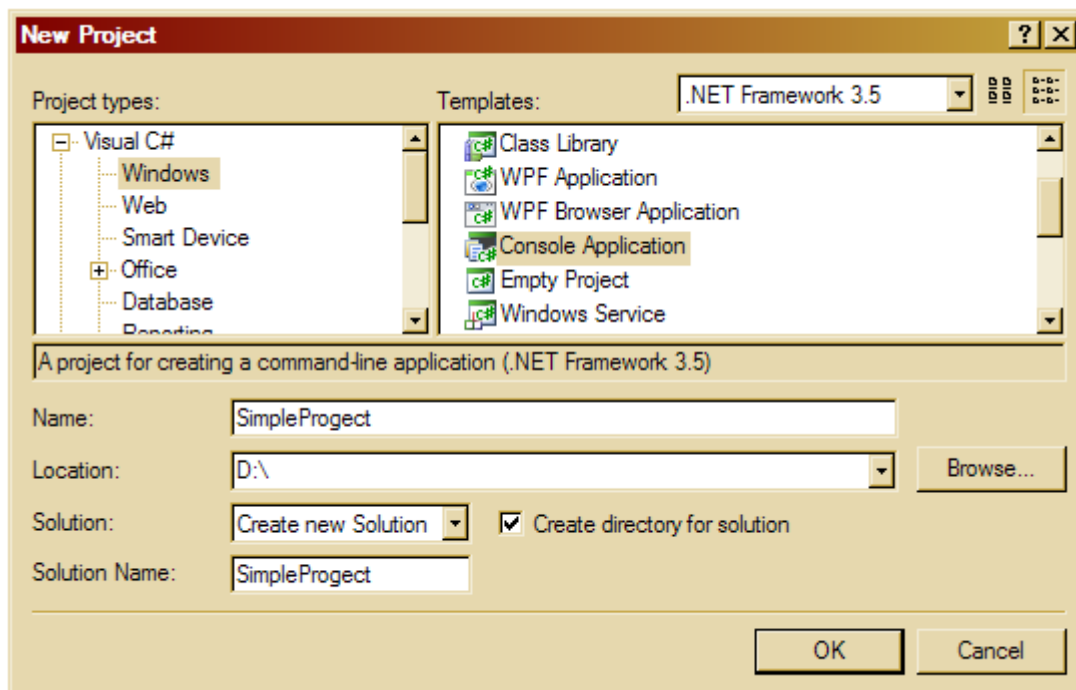 New Project
Project types:
Templates:
.NET Framework 3.5
Visual C#
Windows
Web
Smart Device
Office
Database
Reporting
Class Library
WPF Application
WPF Browser Application
Console Application
Empty Project
Windows Service
A project for creating a command-line application (.NET Framework 3.5)
Name:
SimpleProgect
Location:
D:\
Browse...
Solution:
Create new Solution
Create directory for solution
Solution Name:
SimpleProgect
OK
Cancel